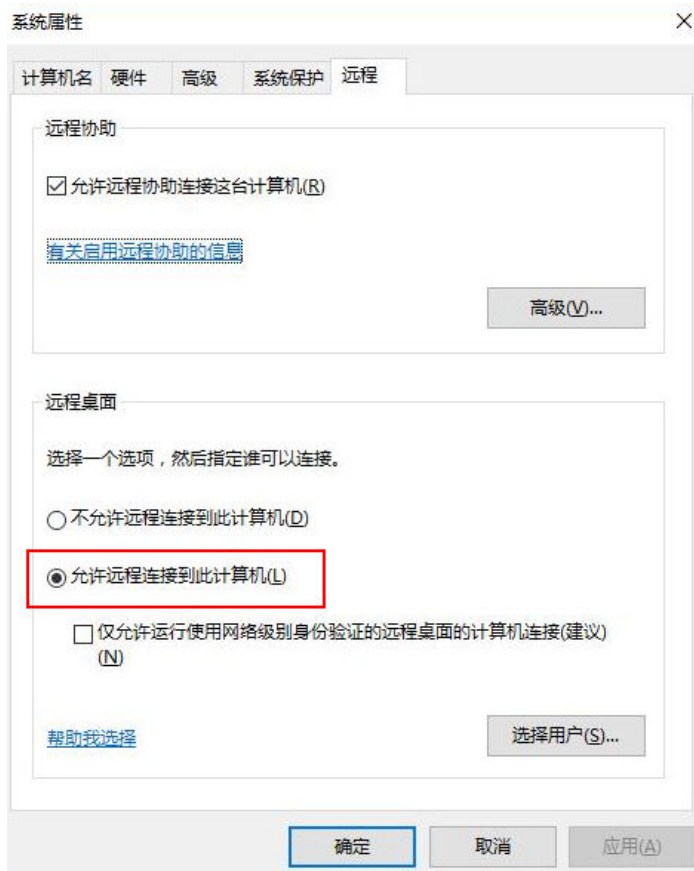 系统属性
计算机名 硬件 高级 系统保护 远程
远程协助
允许远程协助连接这台计算机(R)
有关启用远程协助的信息
高级(V)...
远程桌面
选择一个选项，然后指定谁可以连接。
不允许远程连接到此计算机(D)
允许远程连接到此计算机(L)
仅允许运行使用网络级别身份验证的远程桌面的计算机连接(建议)
(N)
帮助我选择
选择用户(S)...
确定 取消 应用(A)